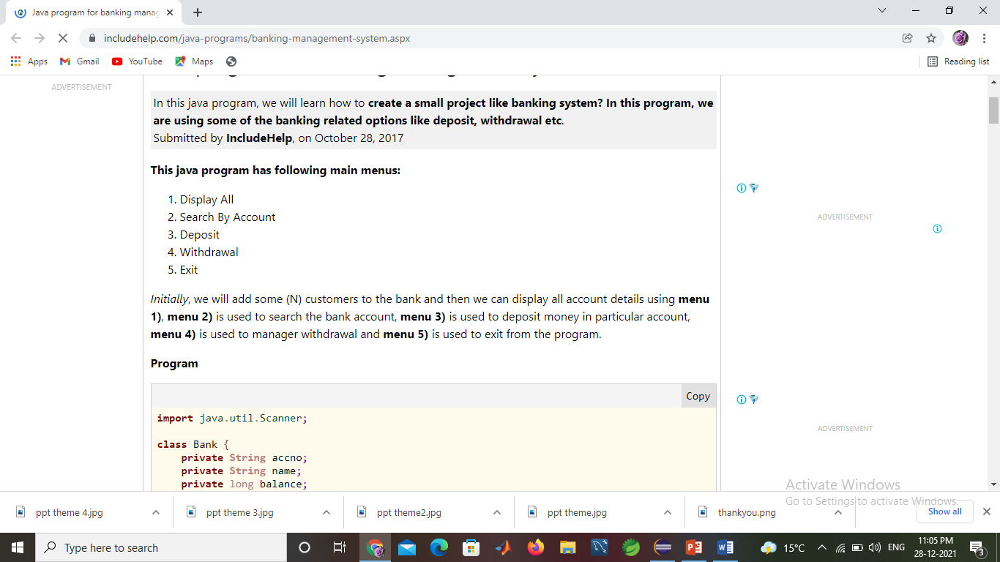 Java program for banking manag
includehelp.com/java-programs/banking-management-system.aspx
Apps Gmail YouTube Maps Reading list
ADVERTISEMENT
In this java program, we will learn how to create a small project like banking system? In this program, we
are using some of the banking related options like deposit, withdrawal etc.
Submitted by IncludeHelp, on October 28, 2017
This java program has following main menus:
1. Display All
2. Search By Account
3. Deposit
4. Withdrawal
5. Exit
ADVERTISEMENT
Initially, we will add some (N) customers to the bank and then we can display all account details using menu
1), menu 2) is used to search the bank account, menu 3) is used to deposit money in particular account,
menu 4) is used to manager withdrawal and menu 5) is used to exit from the program.
Program
Copy
import java.util.Scanner;
class Bank {
private String accno;
private String name;
private long balance;
ADVERTISEMENT
Activate Windows
Go to Settings to activate Windows.
ppt theme 4.jpg ppt theme 3.jpg ppt theme2.jpg ppt theme.jpg thankyou.png Show all
Type here to search
15°C ENG 11:05 PM
28-12-2021 3